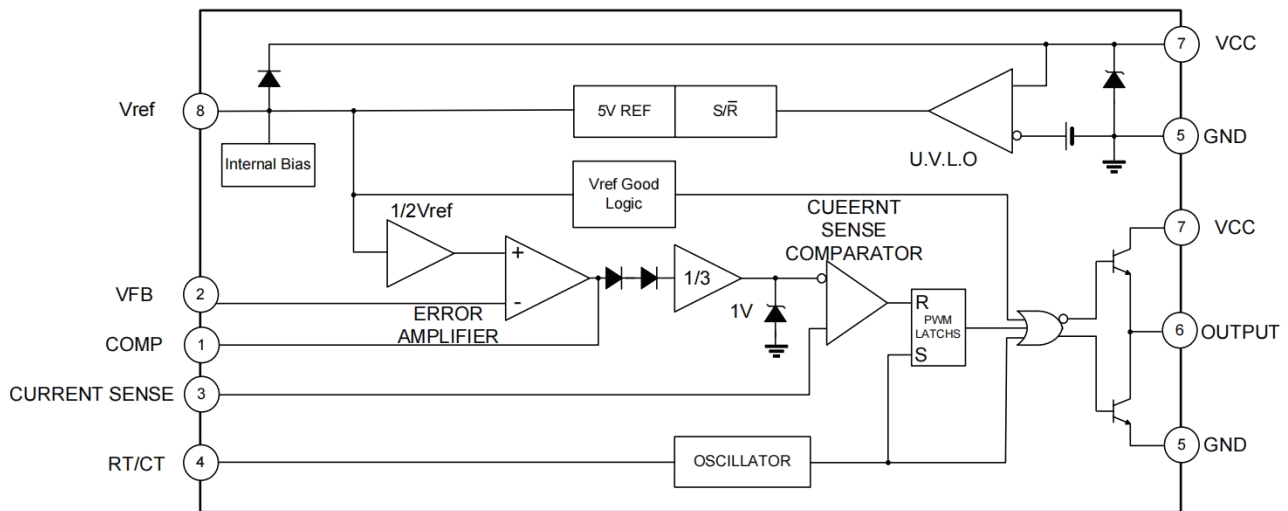 7
VCC
Vref
8
5V REF
S/R̅
Internal Bias
U.V.L.O
5
GND
Vref Good
Logic
1/2Vref
CUEERNT
SENSE
COMPARATOR
7
VCC
+
-
1/3
VFB
2
ERROR
AMPLIFIER
1V
R
PWM
LATCHS
S
6
OUTPUT
COMP
1
CURRENT SENSE
3
RT/CT
4
OSCILLATOR
5
GND